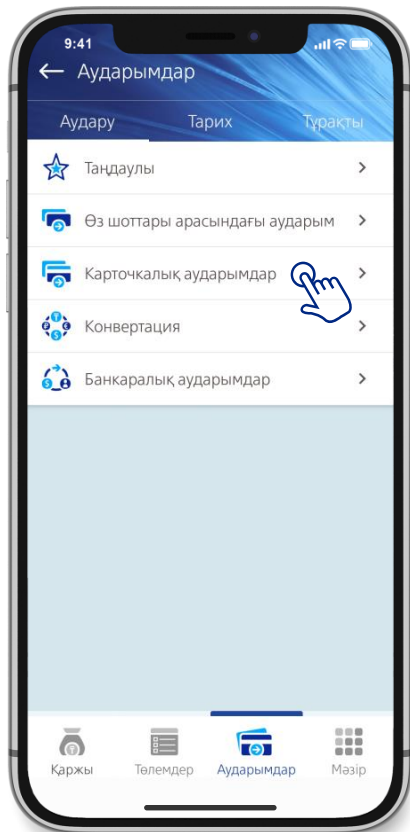 9:41
Аударымдар
Аудару Тарих Тұрақты
Таңдаулы
Өз шоттары арасындағы аударым
Карточкалық аударымдар
Конвертация
Банкаралық аударымдар
Қаржы Төлемдер Аударымдар Мәзір